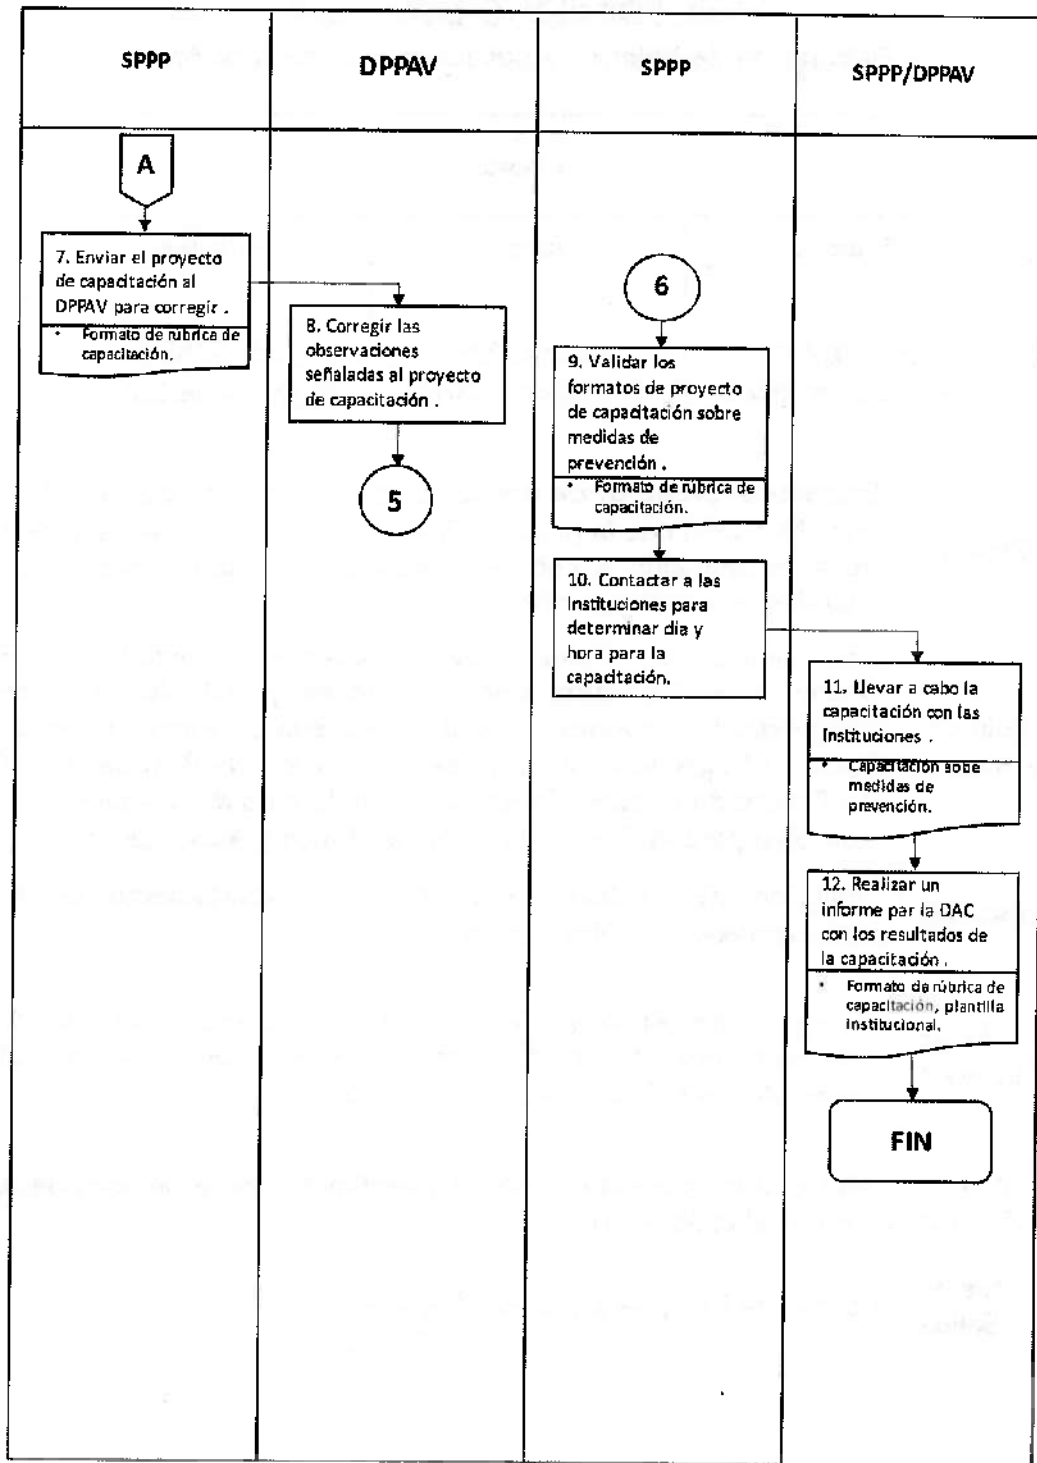 SPPP
DPPAV
SPPP
SPPP/DPPAV
A
7. Enviar el proyecto
de capacitación al
DPPAV para corregir .
• Formato de rúbrica de
capacitación.
8. Corregir las
observaciones
señaladas al proyecto
de capacitación .
5
6
9. Validar los
formatos de proyecto
de capacitación sobre
medidas de
prevención .
• Formato de rúbrica de
capacitación.
10. Contactar a las
Instituciones para
determinar dia y
hora para la
capacitación.
11. Llevar a cabo la
capacitación con las
Instituciones .
• Capacitación sobe
medidas de
prevención.
12. Realizar un
informe par la DAC
con los resultados de
la capacitación .
• Formato de rúbrica de
capacitación, plantilla
institucional.
FIN